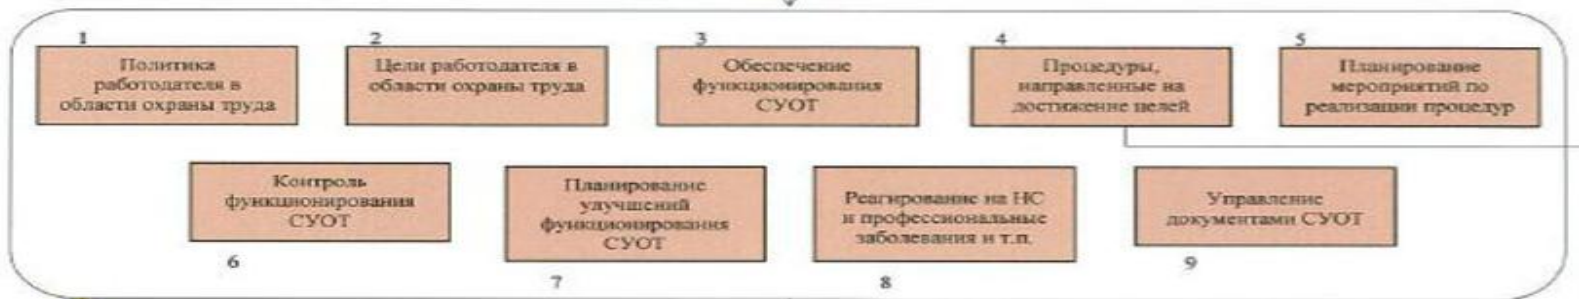 1
Политика
работодателя в
области охраны труда
2
Цели работодателя в
области охраны труда
3
Обеспечение
функционирования
СУОТ
4
Процедуры,
направленные на
достижение целей
5
Планирование
мероприятий по
реализации процедур
Контроль
функционирования
СУОТ
6
Планирование
улучшений
функционирования
СУОТ
7
Реагирование на НС
и профессиональные
заболевания и т.п.
8
Управление
документами СУОТ
9